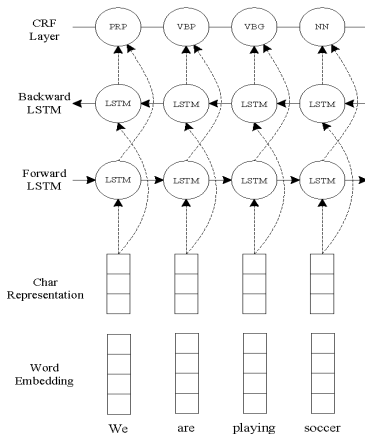 CRF
Layer
PRP VBP VBG NN
Backward
LSTM
LSTM LSTM LSTM LSTM
Forward
LSTM
LSTM LSTM LSTM LSTM
Char
Representation
Word
Embedding
We are playing soccer